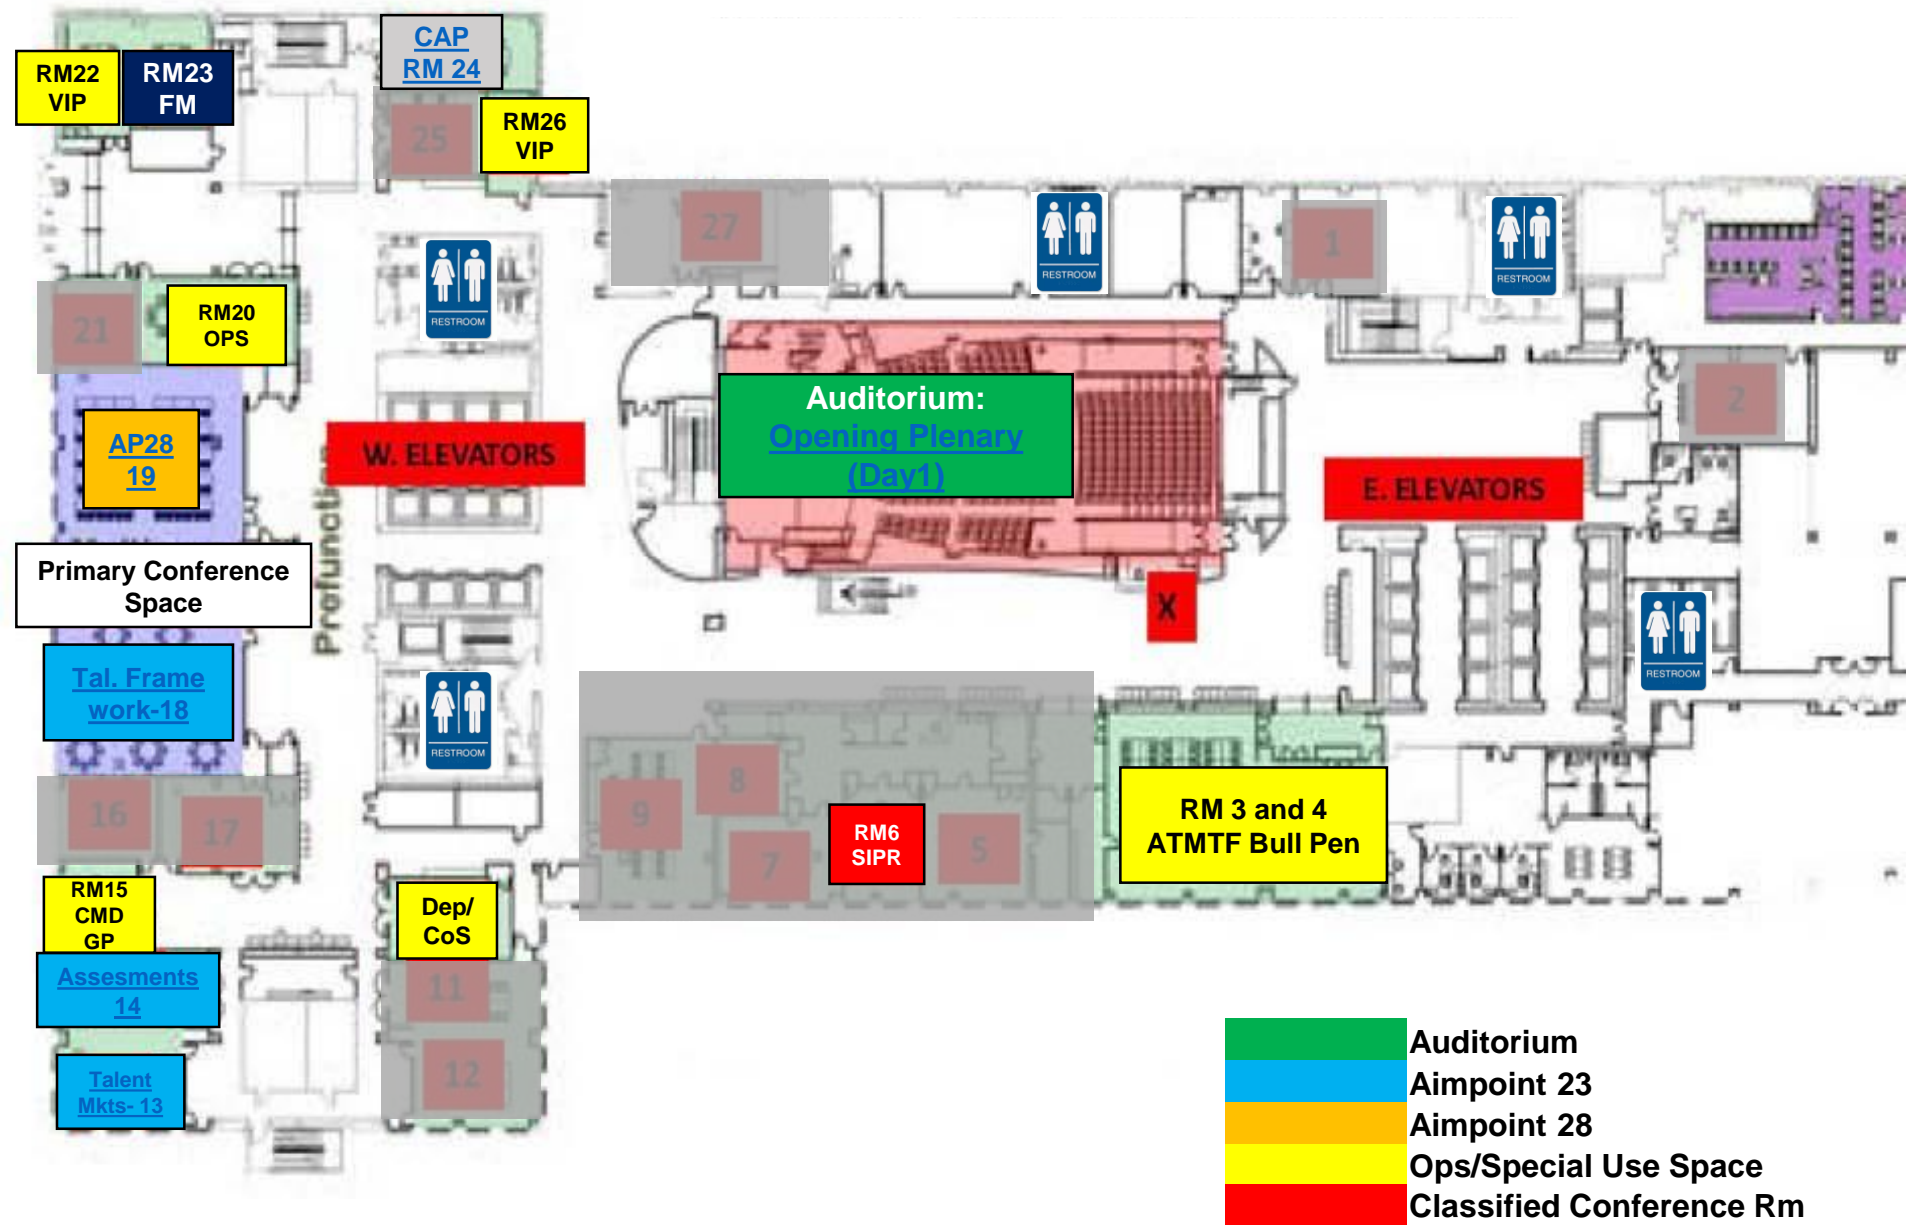 CAP
RM 24
RM22
VIP
RM23
FM
25
RM26
VIP
27
1
RESTROOM
RESTROOM
RESTROOM
21
RM20
OPS
2
Auditorium:
Opening Plenary
(Day1)
AP28
19
W. ELEVATORS
E. ELEVATORS
Prefunction
Primary Conference
Space
X
Tal. Frame
work-18
RESTROOM
RESTROOM
16
17
9
8
7
RM6
SIPR
5
RM 3 and 4
ATMTF Bull Pen
RM15
CMD
GP
Dep/
CoS
Assesments
14
11
12
Talent
Mkts- 13
Auditorium
Aimpoint 23
Aimpoint 28
Ops/Special Use Space
Classified Conference Rm